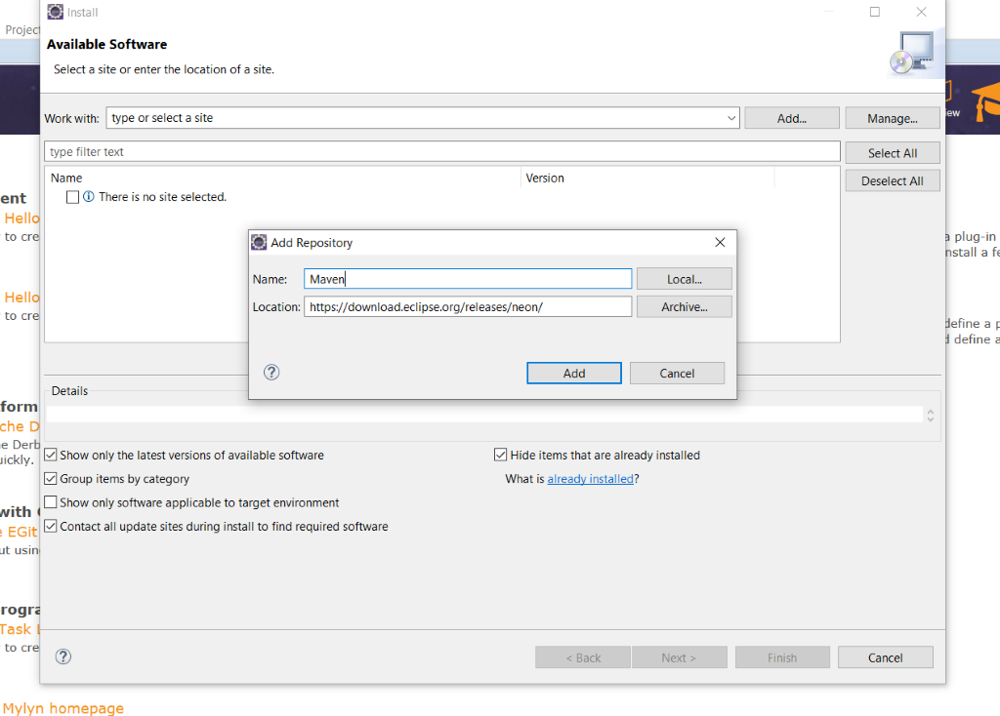 Install
Project
Available Software
Select a site or enter the location of a site.
Work with: type or select a site Add... Manage...
type filter text Select All
Name Version Deselect All
There is no site selected.
Add Repository
Name: Maven Local...
Location: https://download.eclipse.org/releases/neon/ Archive...
Add Cancel
Details
Show only the latest versions of available software Hide items that are already installed
Group items by category What is already installed?
Show only software applicable to target environment
Contact all update sites during install to find required software
< Back Next > Finish Cancel
ent
Hello
to cre
Hello
to cre
form
che D
e Derb
uickly.
with
EGit
ut usin
rogra
Task L
to cre
Mylyn homepage
iew
a plug-in
nstall a fe
define a p
d define a